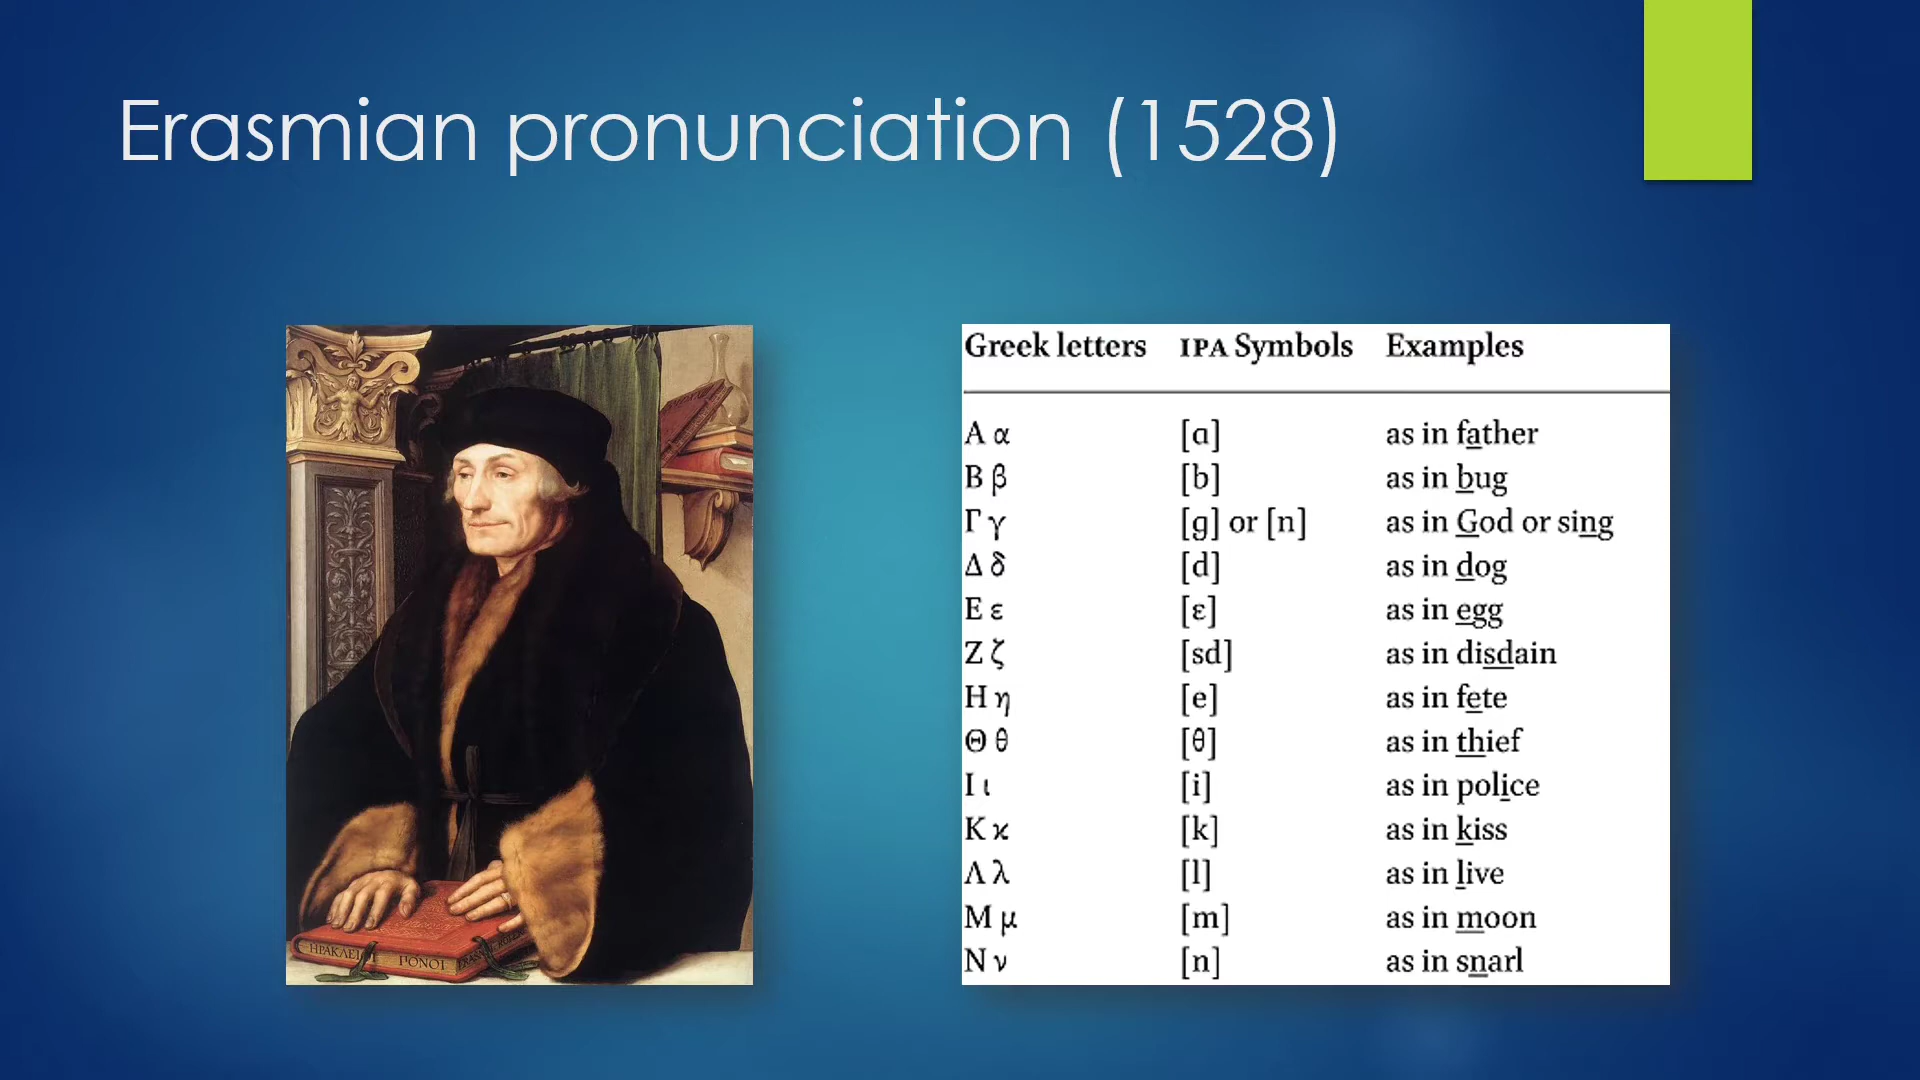 Erasmian pronunciation (1528)
ΗΡΑΚΛΕΙ
ΠΟΝΟΙ
Greek letters IPA Symbols Examples
Α α [ɑ] as in father
Β β [b] as in bug
Γ γ [g] or [n] as in God or sing
Δ δ [d] as in dog
Ε ε [ε] as in egg
Ζ ζ [sd] as in disdain
Η η [e] as in fete
Θ θ [θ] as in thief
Ι ι [i] as in police
Κ ϰ [k] as in kiss
Λ λ [l] as in live
Μ μ [m] as in moon
Ν ν [n] as in snarl